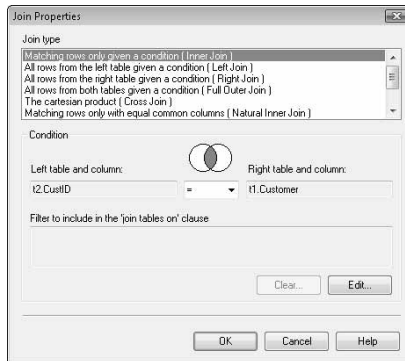 Join Properties
Join type
Matching rows only given a condition ( Inner Join )
All rows from the left table given a condition ( Left Join )
All rows from the right table given a condition ( Right Join )
All rows from both tables given a condition ( Full Outer Join )
The cartesian product ( Cross Join )
Matching rows only with equal common columns ( Natural Inner Join )
Condition
Left table and column:
Right table and column:
t2.CustID
=
t1.Customer
Filter to include in the 'join tables on' clause
Clear...
Edit...
OK
Cancel
Help